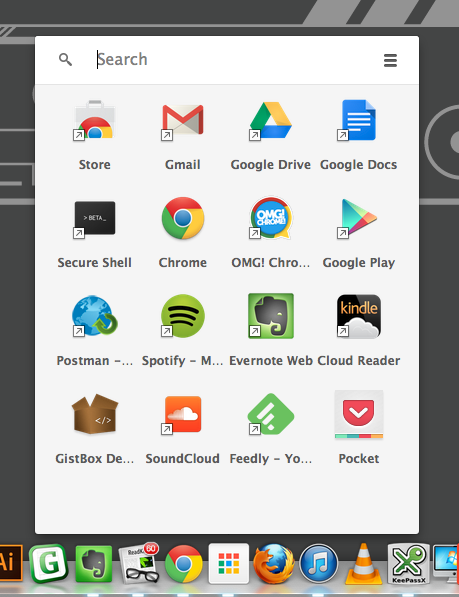 Search
Store
Gmail
Google Drive
Google Docs
> BETA_
OMG!
CHROME!
Secure Shell
Chrome
OMG! Chro...
Google Play
kindle
Postman –...
Spotify – M...
Evernote Web
Cloud Reader
</>
GistBox De...
SoundCloud
Feedly – Yo...
Pocket
Ai
G
ReadKit
60
KeePassX